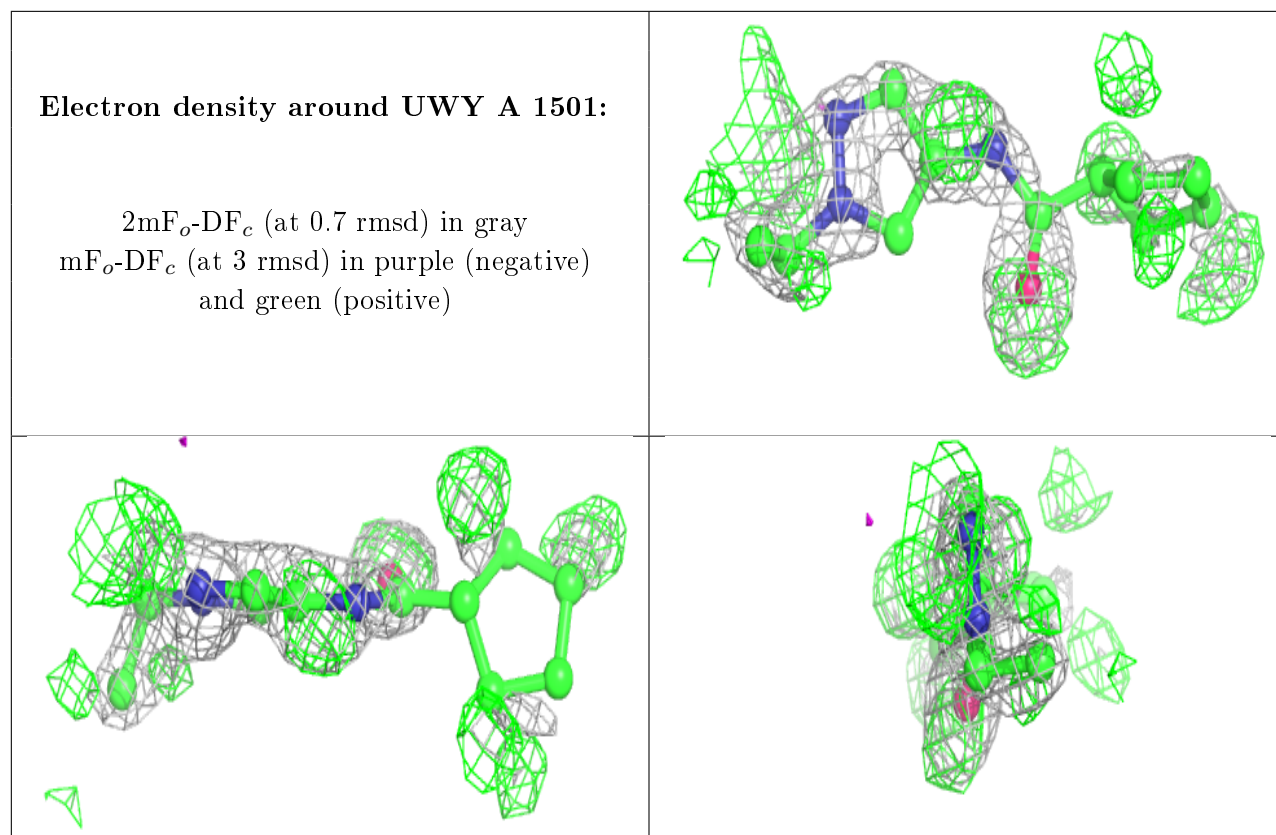 Electron density around UWY A 1501:
2mFo-DFc (at 0.7 rmsd) in gray
mFo-DFc (at 3 rmsd) in purple (negative)
and green (positive)